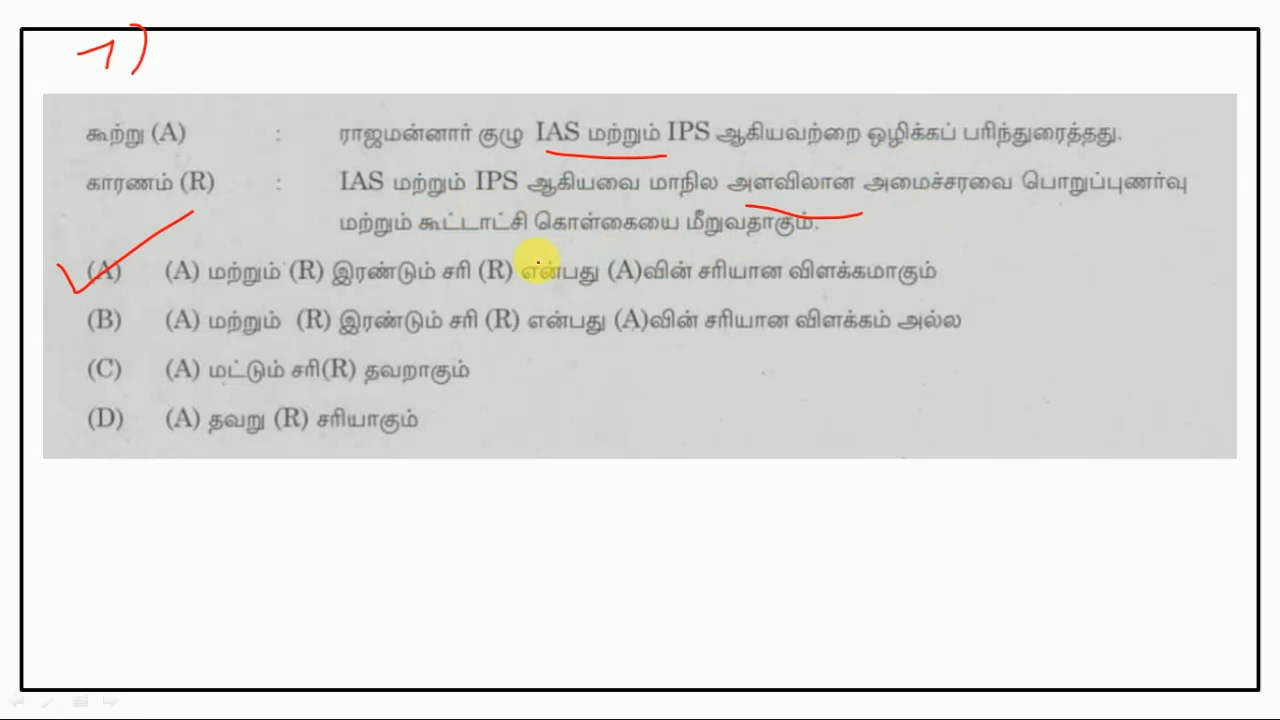 1)
கூற்று (A) : ராஜமன்னார் குழு IAS மற்றும் IPS ஆகியவற்றை ஒழிக்கப் பரிந்துரைத்தது.
காரணம் (R) : IAS மற்றும் IPS ஆகியவை மாநில அளவிலான அமைச்சரவை பொறுப்புணர்வு
மற்றும் கூட்டாட்சி கொள்கையை மீறுவதாகும்.
(A) (A) மற்றும் (R) இரண்டும் சரி (R) என்பது (A)வின் சரியான விளக்கமாகும்
(B) (A) மற்றும் (R) இரண்டும் சரி (R) என்பது (A)வின் சரியான விளக்கம் அல்ல
(C) (A) மட்டும் சரி(R) தவறாகும்
(D) (A) தவறு (R) சரியாகும்